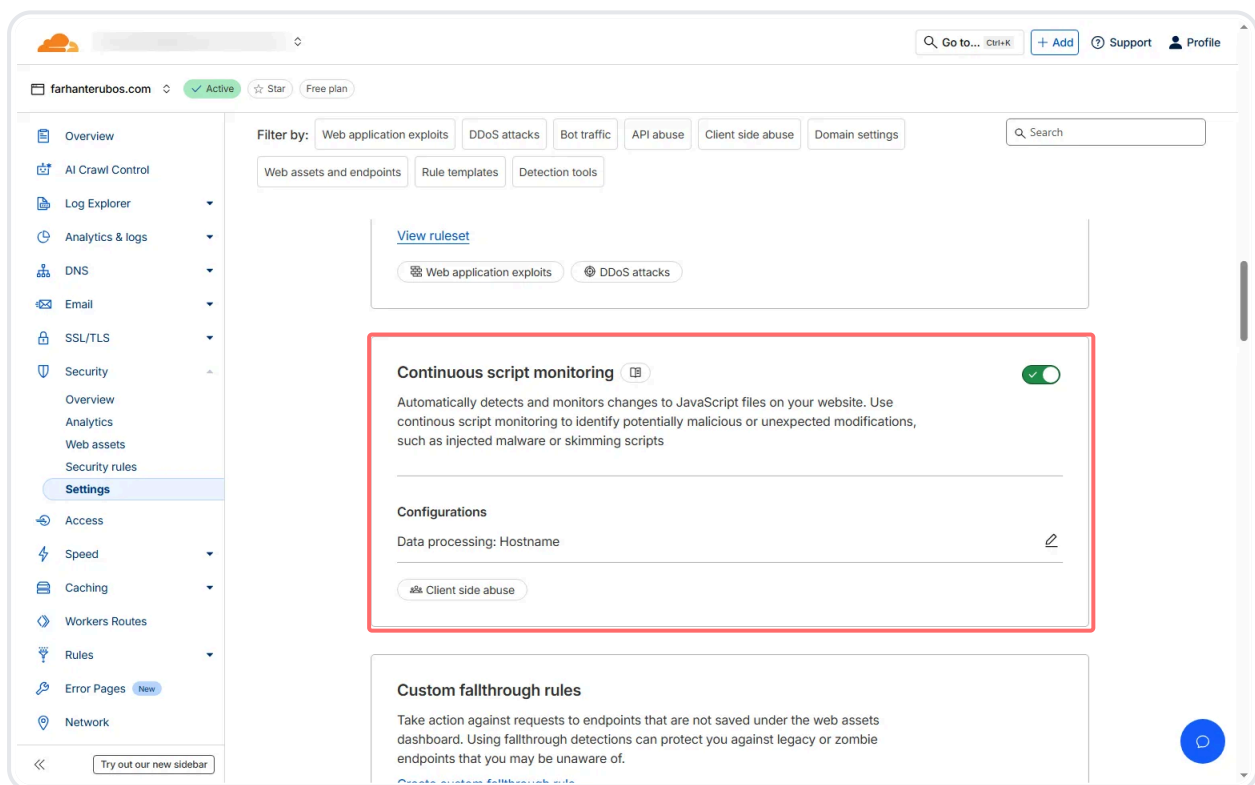 Go to... Ctrl+K
+ Add
Support
Profile
farhanterubos.com
Active
Star
Free plan
Overview
AI Crawl Control
Log Explorer
Analytics & logs
DNS
Email
SSL/TLS
Security
Overview
Analytics
Web assets
Security rules
Settings
Access
Speed
Caching
Workers Routes
Rules
Error Pages New
Network
Try out our new sidebar
Filter by: Web application exploits DDoS attacks Bot traffic API abuse Client side abuse Domain settings
Web assets and endpoints Rule templates Detection tools
Search
View ruleset
Web application exploits DDoS attacks
Continuous script monitoring
Automatically detects and monitors changes to JavaScript files on your website. Use
continous script monitoring to identify potentially malicious or unexpected modifications,
such as injected malware or skimming scripts
Configurations
Data processing: Hostname
Client side abuse
Custom fallthrough rules
Take action against requests to endpoints that are not saved under the web assets
dashboard. Using fallthrough detections can protect you against legacy or zombie
endpoints that you may be unaware of.
Create custom fallthrough rule